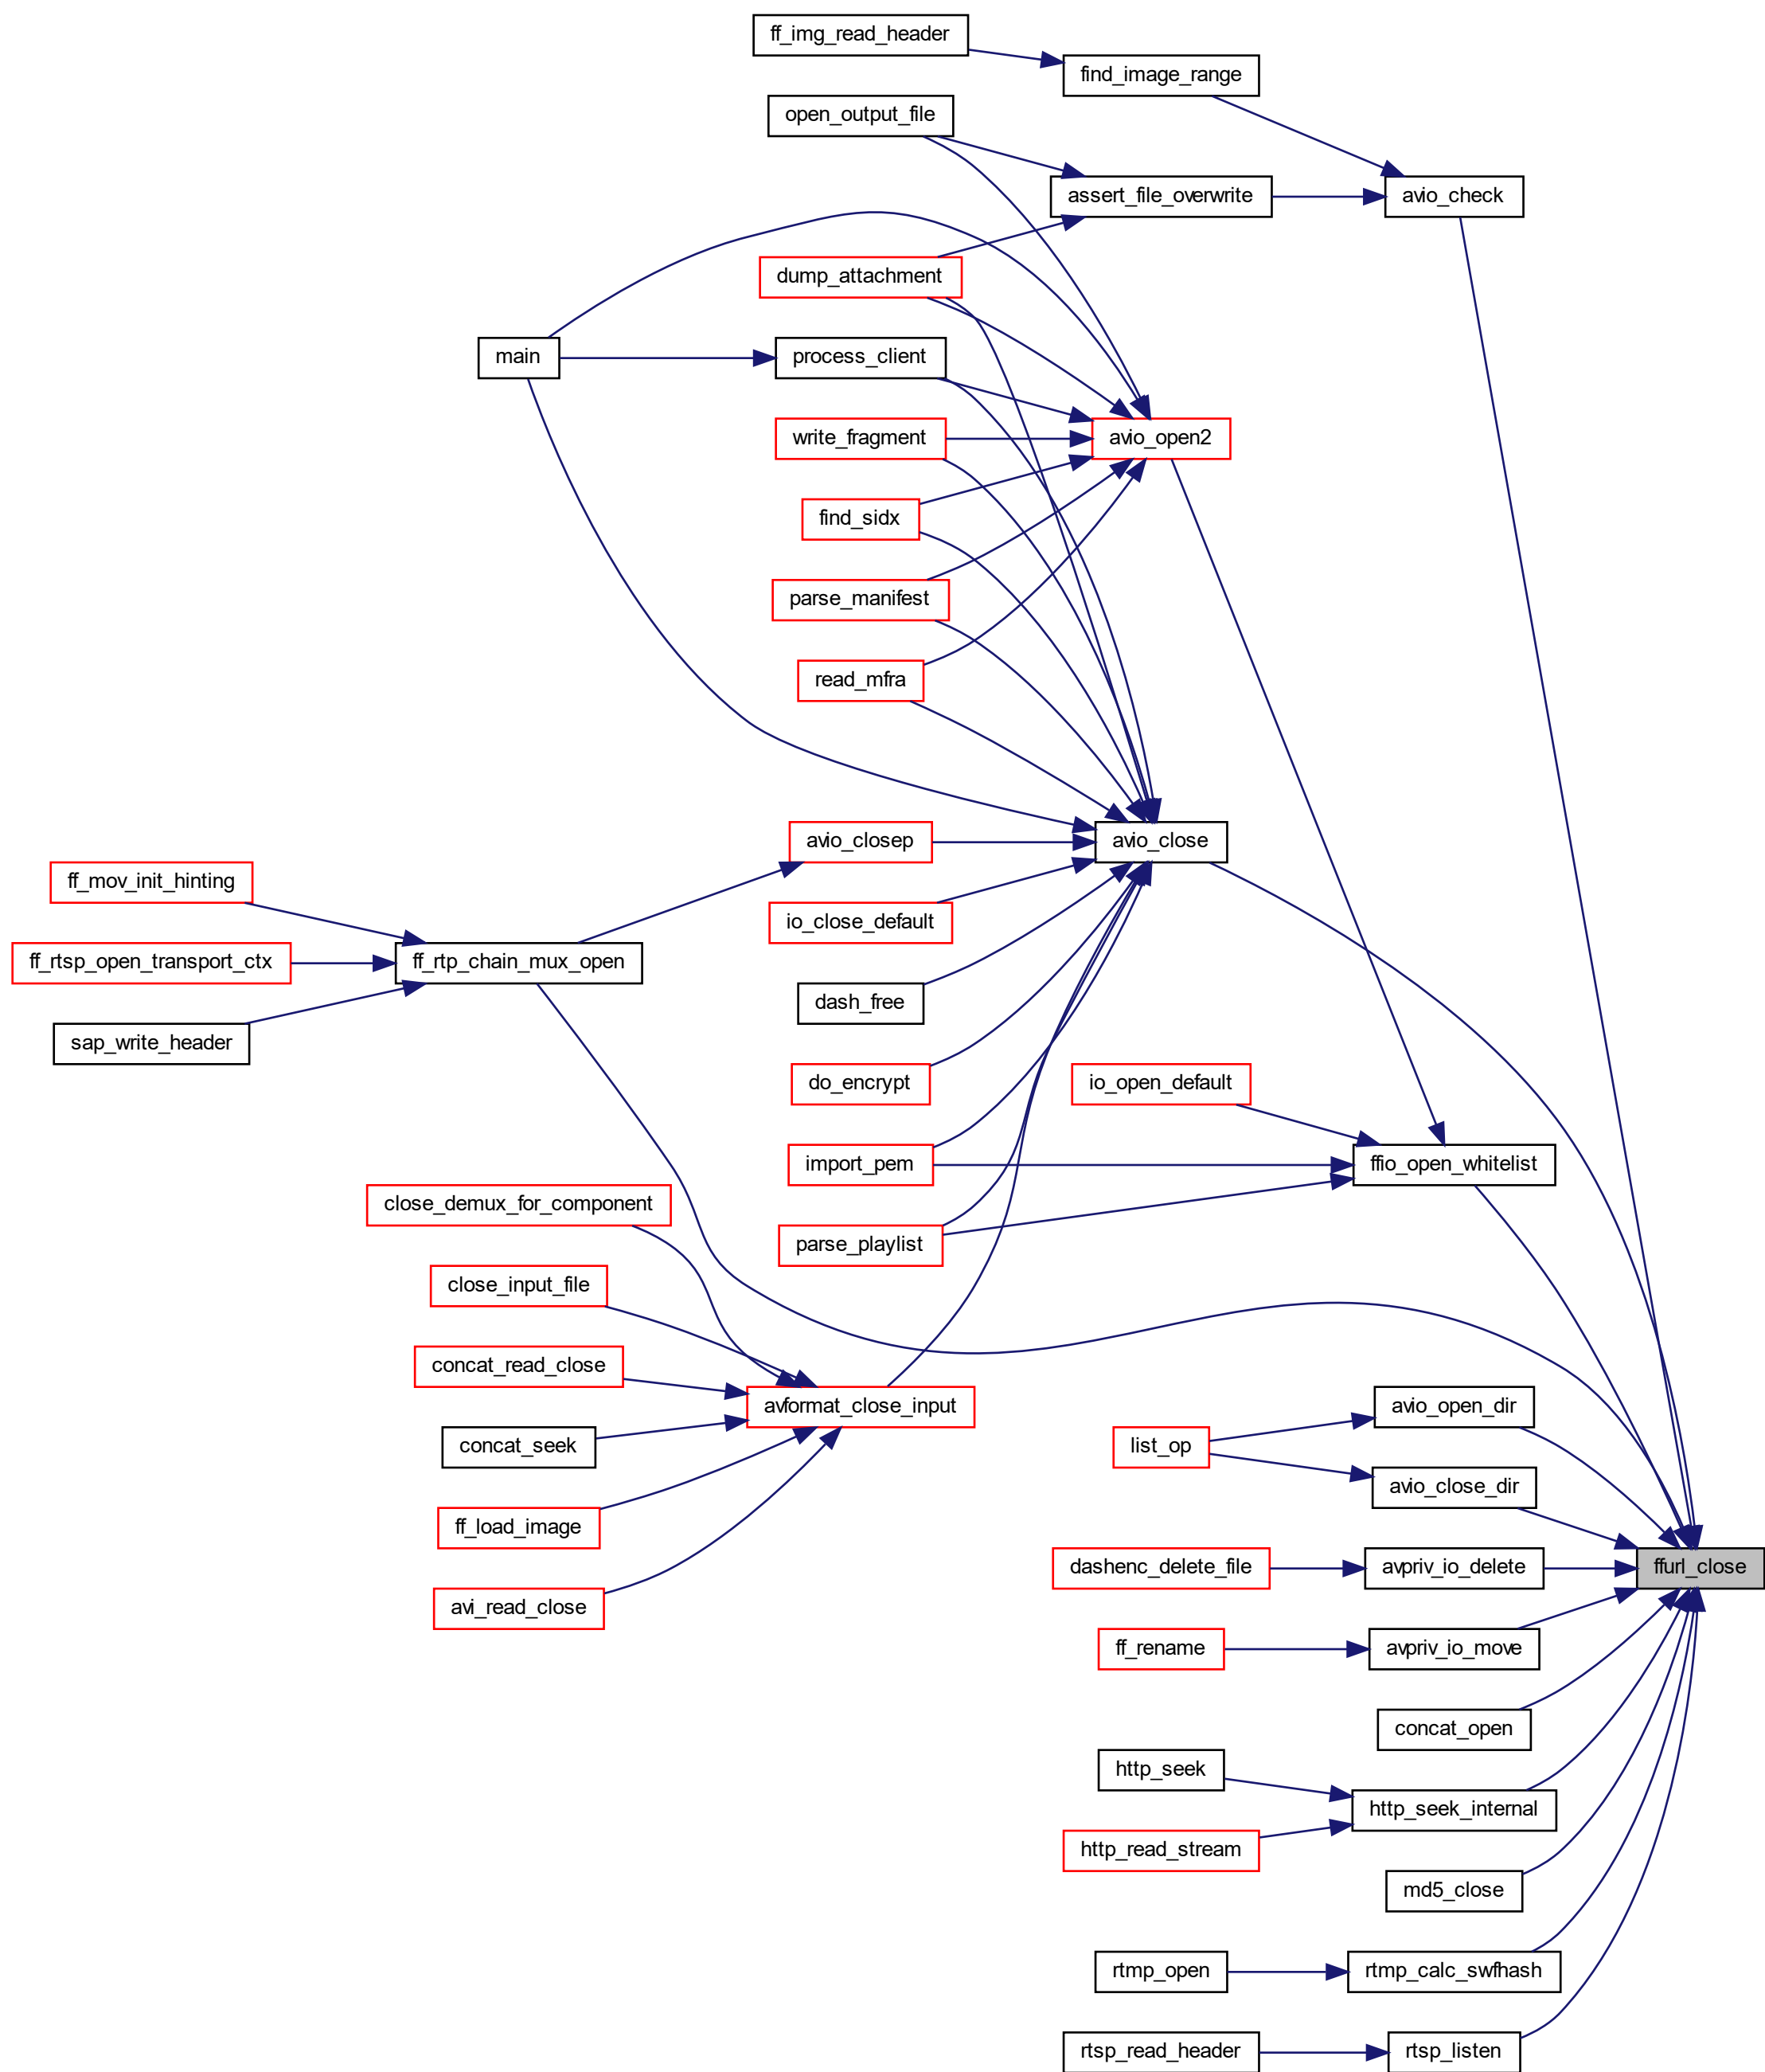 ff_img_read_header
find_image_range
open_output_file
assert_file_overwrite
avio_check
dump_attachment
main
process_client
write_fragment
avio_open2
find_sidx
parse_manifest
read_mfra
avio_closep
avio_close
ff_mov_init_hinting
io_close_default
ff_rtsp_open_transport_ctx
ff_rtp_chain_mux_open
dash_free
sap_write_header
do_encrypt
io_open_default
import_pem
ffio_open_whitelist
close_demux_for_component
parse_playlist
close_input_file
concat_read_close
avformat_close_input
avio_open_dir
concat_seek
list_op
avio_close_dir
ff_load_image
dashenc_delete_file
avpriv_io_delete
ffurl_close
avi_read_close
ff_rename
avpriv_io_move
concat_open
http_seek
http_seek_internal
http_read_stream
md5_close
rtmp_open
rtmp_calc_swfhash
rtsp_read_header
rtsp_listen